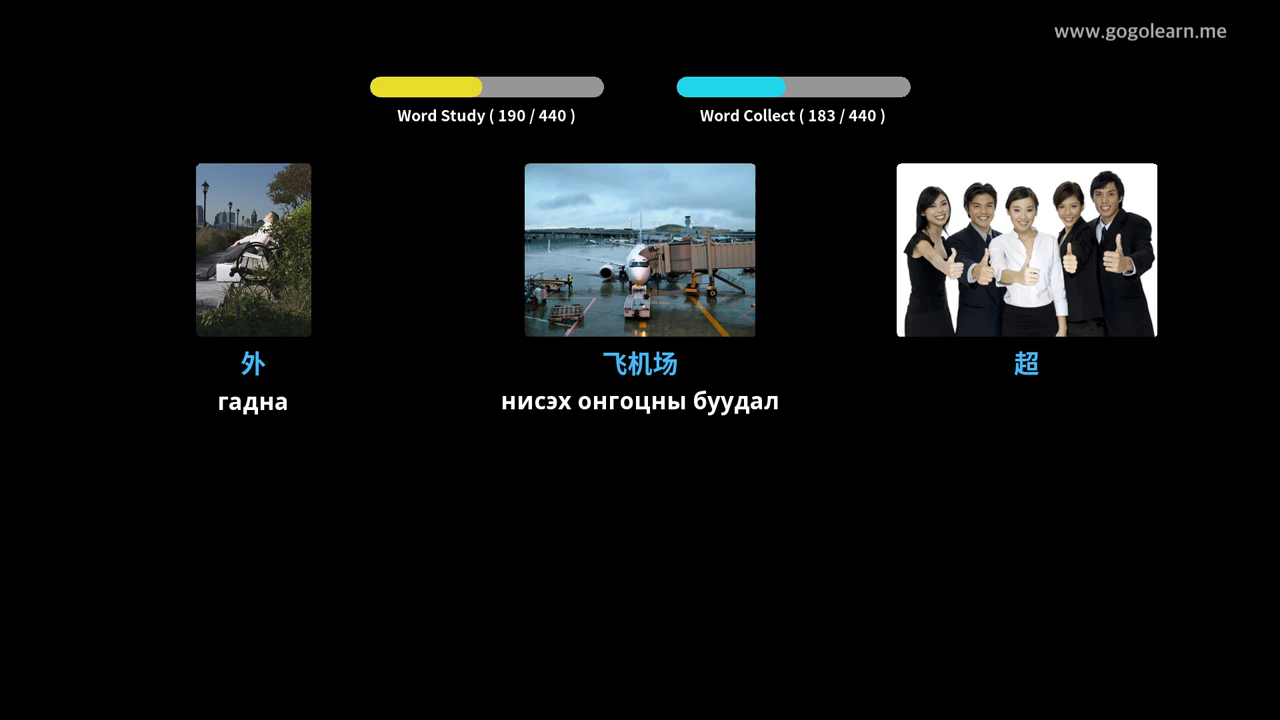 www.gogolearn.me
Word Study ( 190 / 440 )
Word Collect ( 183 / 440 )
外
飞机场
超
гадна
нисэх онгоцны буудал